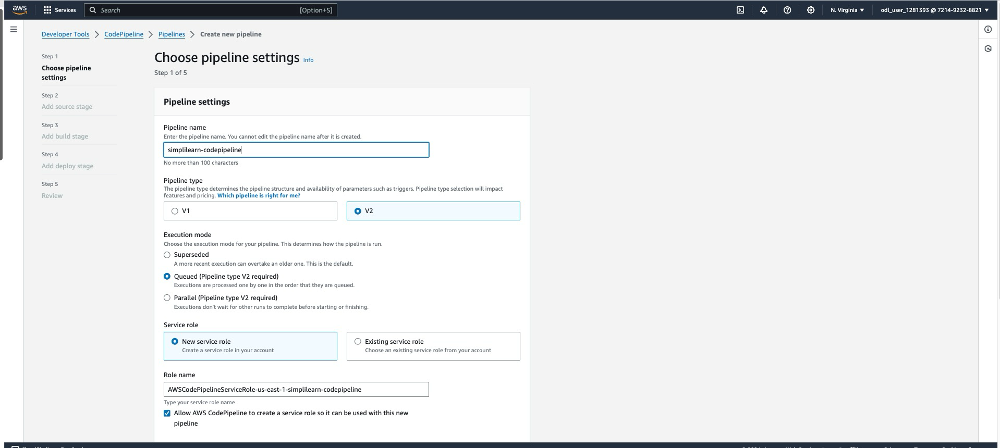 aws
Services
Search
[Option+S]
N. Virginia
odl_user_1281393 @ 7214-9232-8821
Developer Tools
CodePipeline
Pipelines
Create new pipeline
Step 1
Choose pipeline
settings
Step 2
Add source stage
Step 3
Add build stage
Step 4
Add deploy stage
Step 5
Review
Choose pipeline settings Info
Step 1 of 5
Pipeline settings
Pipeline name
Enter the pipeline name. You cannot edit the pipeline name after it is created.
simplilearn-codepipeline
No more than 100 characters
Pipeline type
The pipeline type determines the pipeline structure and availability of parameters such as triggers. Pipeline type selection will impact
features and pricing. Which pipeline is right for me?
V1
V2
Execution mode
Choose the execution mode for your pipeline. This determines how the pipeline is run.
Superseded
A more recent execution can overtake an older one. This is the default.
Queued (Pipeline type V2 required)
Executions are processed one by one in the order that they are queued.
Parallel (Pipeline type V2 required)
Executions don't wait for other runs to complete before starting or finishing.
Service role
New service role
Create a service role in your account
Existing service role
Choose an existing service role from your account
Role name
AWSCodePipelineServiceRole-us-east-1-simplilearn-codepipeline
Type your service role name
Allow AWS CodePipeline to create a service role so it can be used with this new
pipeline